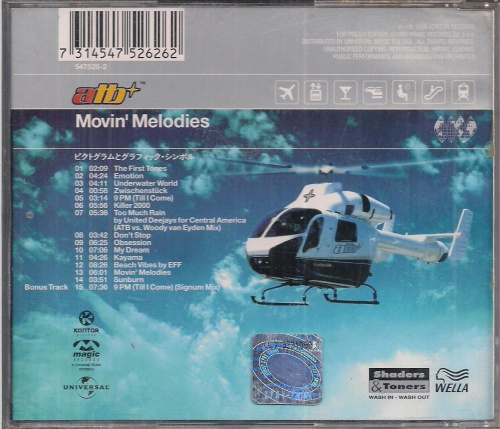 7 314547 526262
547526-2
atb
TM
Movin' Melodies
ピクトグラムとグラフィック・シンボル
01 02:09 The First Tones
02 04:24 Emotion
03 04:11 Underwater World
04 00:58 Zwischenstück
05 03:14 9 PM (Till I Come)
06 05:56 Killer 2000
07 05:36 Too Much Rain
by United Deejays for Central America
(ATB vs. Woody van Eyden Mix)
08 03:42 Don't Stop
09 06:25 Obsession
10 07:06 My Dream
11 04:26 Kayama
12 08:26 Beach Vibes by EFF
13 06:01 Movin' Melodies
14 03:51 Sunburn
Bonus Track 15 07:36 9 PM (Till I Come) (Signum Mix)
atb
KONTOR
magic
RECORDS
UNIVERSAL
Shaders
& Toners
WASH IN - WASH OUT
WELLA